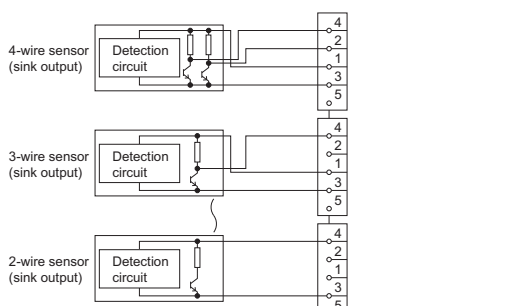 4-wire sensor
(sink output)
Detection
circuit
4
2
1
3
5
3-wire sensor
(sink output)
Detection
circuit
4
2
1
3
5
2-wire sensor
(sink output)
Detection
circuit
4
2
1
3
5